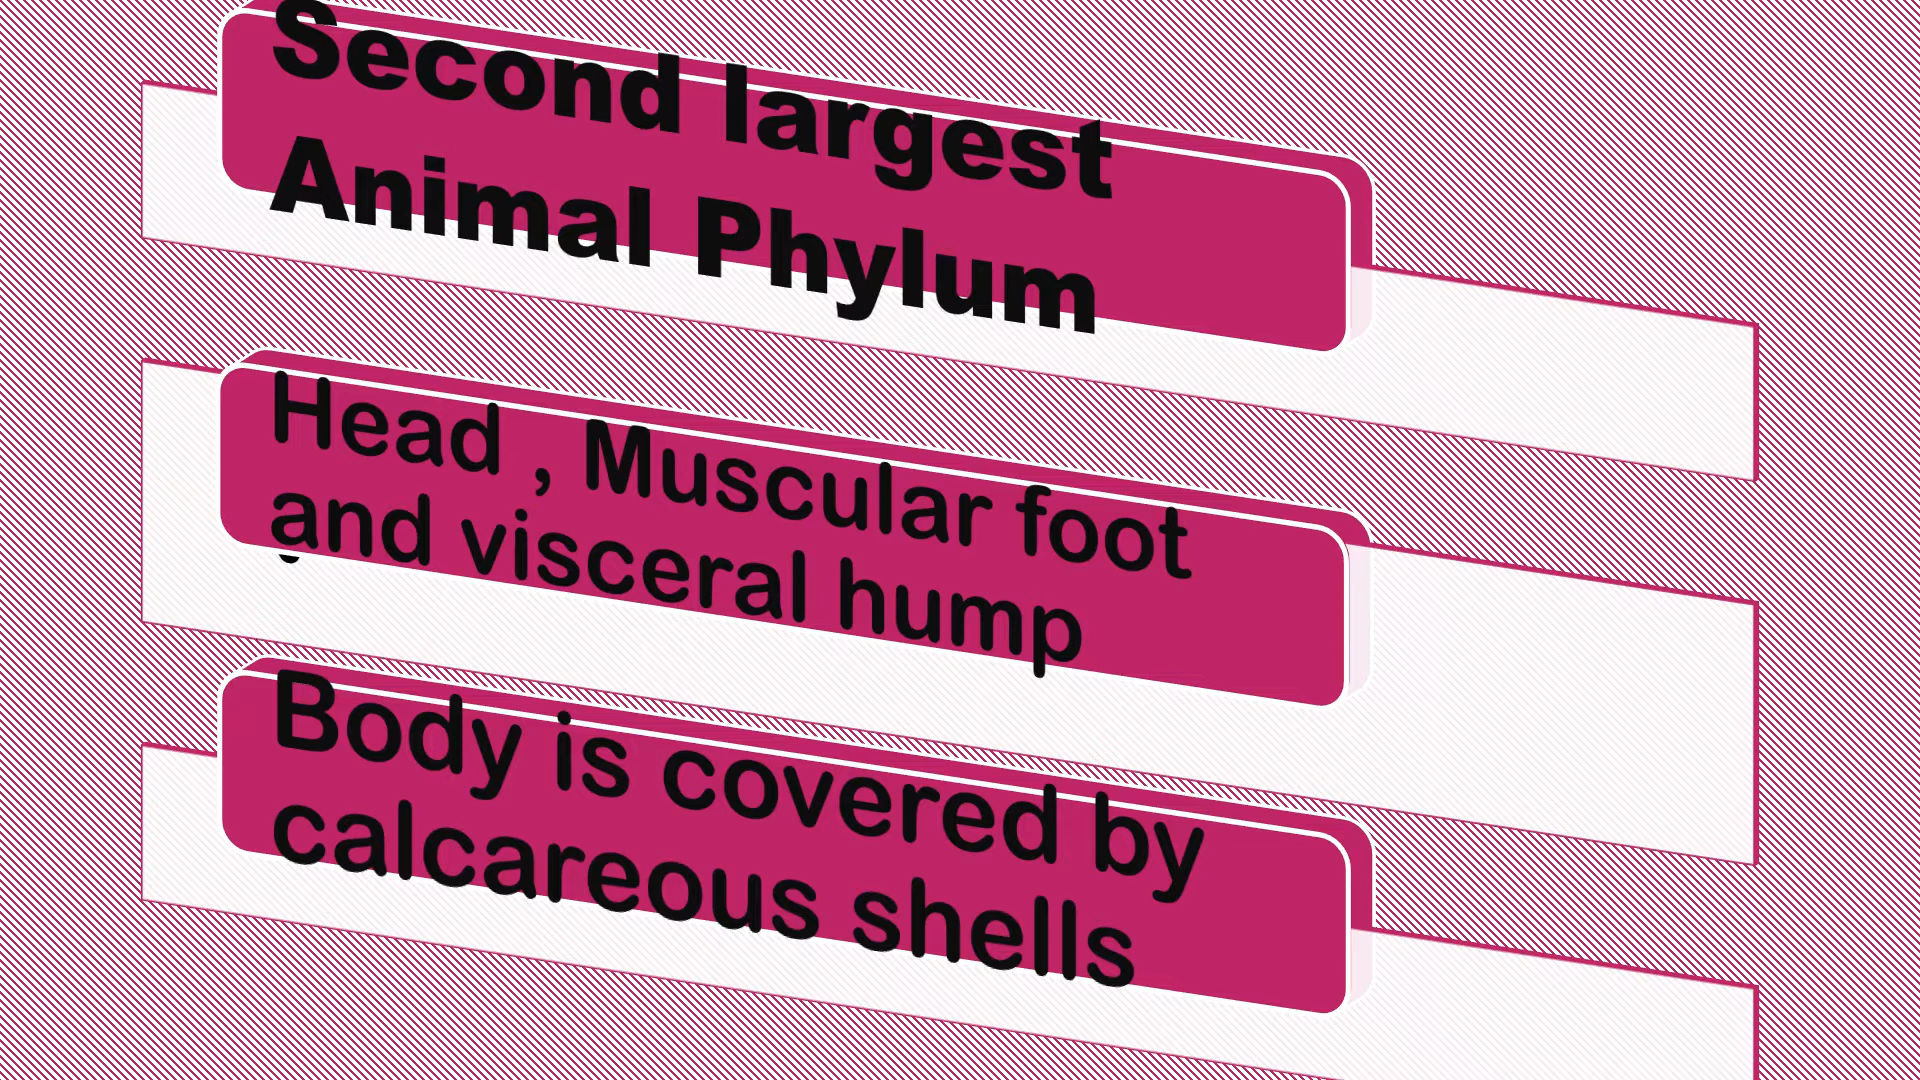 Second largest
Animal Phylum
Head , Muscular foot
and visceral hump
Body is covered by
calcareous shells